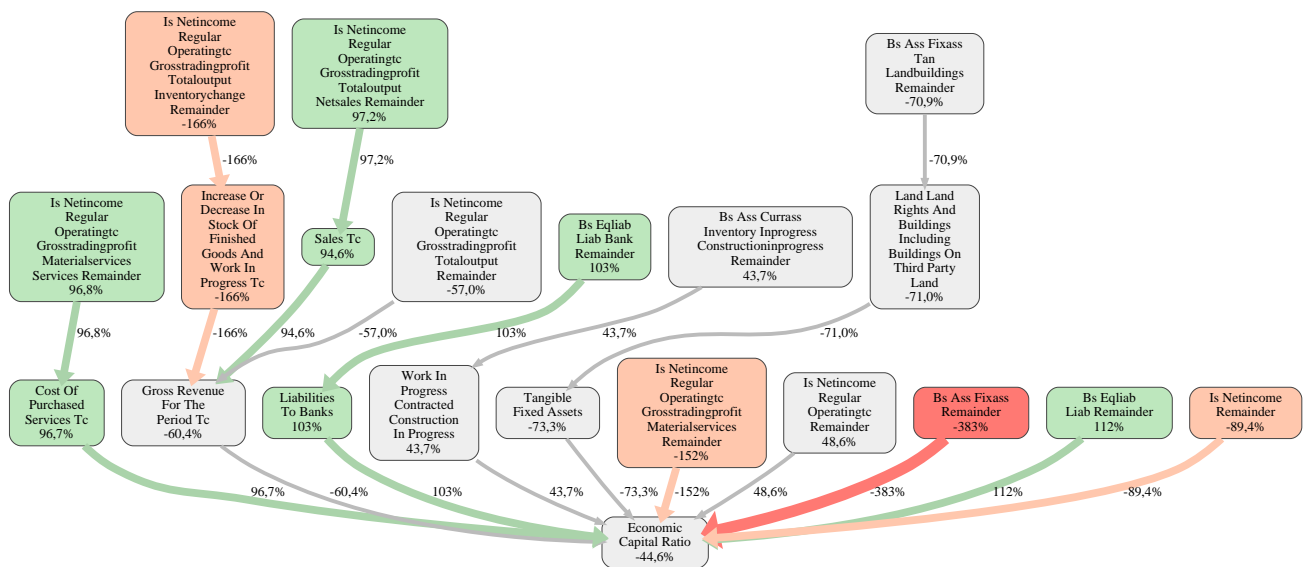 Is Netincome
Regular
Operatingtc
Grosstradingprofit
Totaloutput
Inventorychange
Remainder
-166%
Is Netincome
Regular
Operatingtc
Grosstradingprofit
Totaloutput
Netsales Remainder
97,2%
Bs Ass Fixass
Tan
Landbuildings
Remainder
-70,9%
-166%
97,2%
-70,9%
Is Netincome
Regular
Operatingtc
Grosstradingprofit
Materialservices
Services Remainder
96,8%
Increase Or
Decrease In
Stock Of
Finished
Goods And
Work In
Progress Tc
-166%
Sales Tc
94,6%
Is Netincome
Regular
Operatingtc
Grosstradingprofit
Totaloutput
Remainder
-57,0%
Bs Eqliab
Liab Bank
Remainder
103%
Bs Ass Currass
Inventory Inprogress
Constructioninprogress
Remainder
43,7%
Land Land
Rights And
Buildings
Including
Buildings On
Third Party
Land
-71,0%
96,8%
-166%
94,6%
-57,0%
103%
43,7%
-71,0%
Cost Of
Purchased
Services Tc
96,7%
Gross Revenue
For The
Period Tc
-60,4%
Liabilities
To Banks
103%
Work In
Progress
Contracted
Construction
In Progress
43,7%
Tangible
Fixed Assets
-73,3%
Is Netincome
Regular
Operatingtc
Grosstradingprofit
Materialservices
Remainder
-152%
Is Netincome
Regular
Operatingtc
Remainder
48,6%
Bs Ass Fixass
Remainder
-383%
Bs Eqliab
Liab Remainder
112%
Is Netincome
Remainder
-89,4%
96,7%
-60,4%
103%
43,7%
-73,3%
-152%
48,6%
-383%
112%
-89,4%
Economic
Capital Ratio
-44,6%